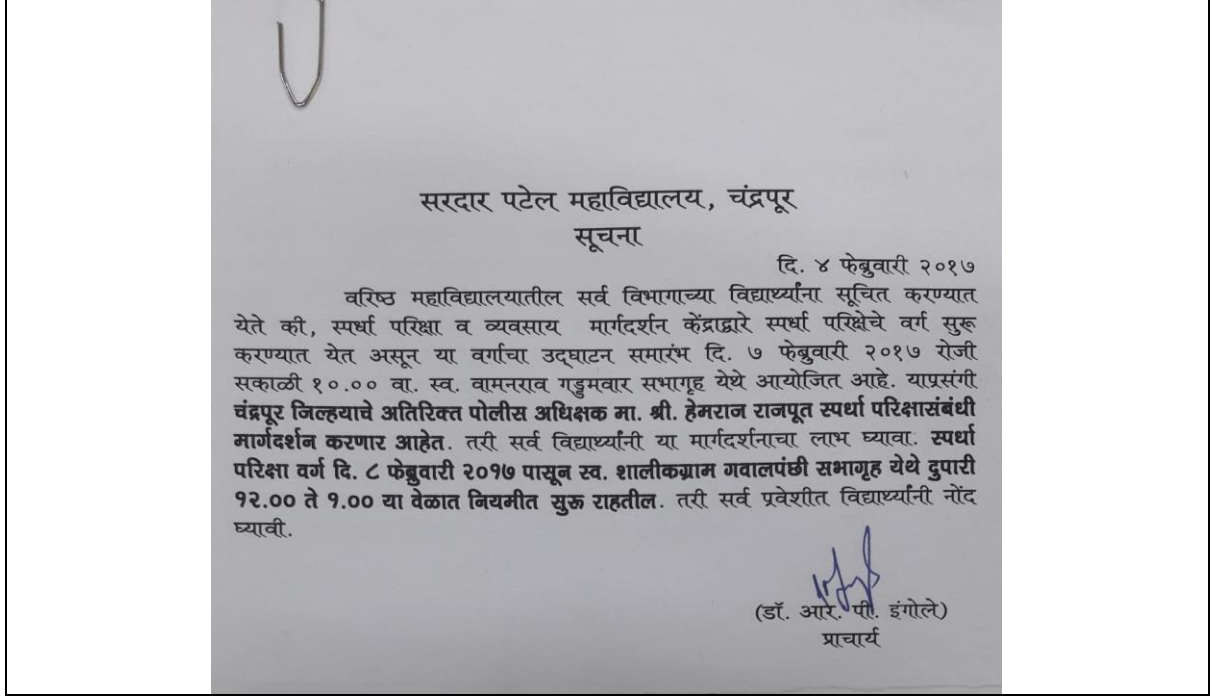 सरदार पटेल महाविद्यालय, चंद्रपूर
सूचना
दि. ४ फेब्रुवारी २०१७
वरिष्ठ महाविद्यालयातील सर्व विभागाच्या विद्यार्थ्यांना सूचित करण्यात
येते की, स्पर्धा परिक्षा व व्यवसाय मार्गदर्शन केंद्राद्वारे स्पर्धा परिक्षेचे वर्ग सुरू
करण्यात येत असून या वर्गाचा उद्‌घाटन समारंभ दि. ७ फेब्रुवारी २०१७ रोजी
सकाळी १०.०० वा. स्व. वामनराव गड्डमवार सभागृह येथे आयोजित आहे. याप्रसंगी
चंद्रपूर जिल्हयाचे अतिरिक्त पोलीस अधिक्षक मा. श्री. हेमराज राजपूत स्पर्धा परिक्षासंबंधी
मार्गदर्शन करणार आहेत. तरी सर्व विद्यार्थ्यांनी या मार्गदर्शनाचा लाभ घ्यावा. स्पर्धा
परिक्षा वर्ग दि. ८ फेब्रुवारी २०१७ पासून स्व. शालीकग्राम गवालपंछी सभागृह येथे दुपारी
१२.०० ते १.०० या वेळात नियमीत सुरू राहतील. तरी सर्व प्रवेशीत विद्यार्थ्यांनी नोंद
घ्यावी.
(डॉ. आर. पी. इंगोले)
प्राचार्य